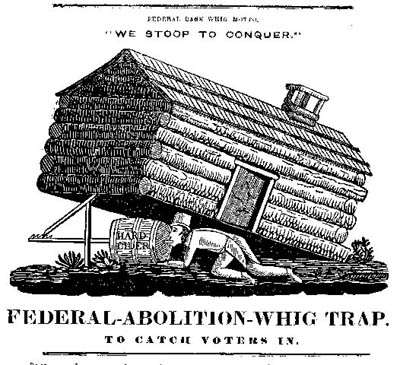 FEDERAL BANK WHIG MOTTO.
"WE STOOP TO CONQUER."
HARD
CIDER
FEDERAL-ABOLITION-WHIG TRAP.
TO CATCH VOTERS IN.